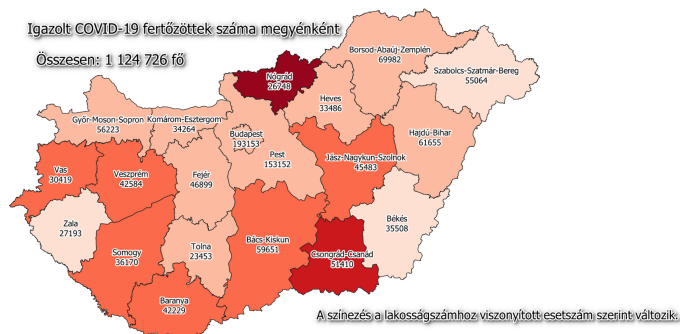 Igazolt COVID-19 fertőzöttek száma megyénként
Összesen: 1 124 726 fő
Borsod-Abaúj-Zemplén
69982
Szabolcs-Szatmár-Bereg
55064
Nógrád
26748
Heves
33486
Győr-Moson-Sopron
56223
Komárom-Esztergom
34264
Budapest
193153
Pest
153152
Hajdú-Bihar
61655
Jász-Nagykun-Szolnok
45483
Vas
30419
Veszprém
42584
Fejér
46899
Zala
27193
Somogy
36170
Tolna
23453
Bács-Kiskun
59651
Csongrád-Csanád
51410
Békés
35508
Baranya
42229
A színezés a lakosságszámhoz viszonyított esetszám szerint változik.